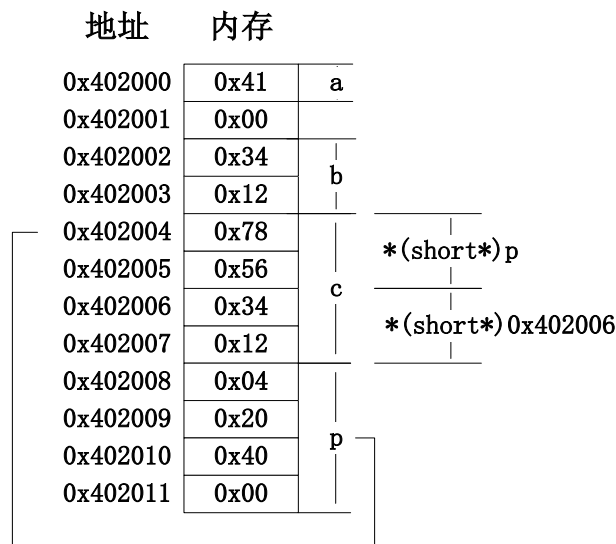 地址 内存
0x402000 0x41 a
0x402001 0x00
0x402002 0x34
b
0x402003 0x12
0x402004 0x78
*(short*)p
0x402005 0x56
c
0x402006 0x34
*(short*)0x402006
0x402007 0x12
0x402008 0x04
0x402009 0x20
p
0x402010 0x40
0x402011 0x00